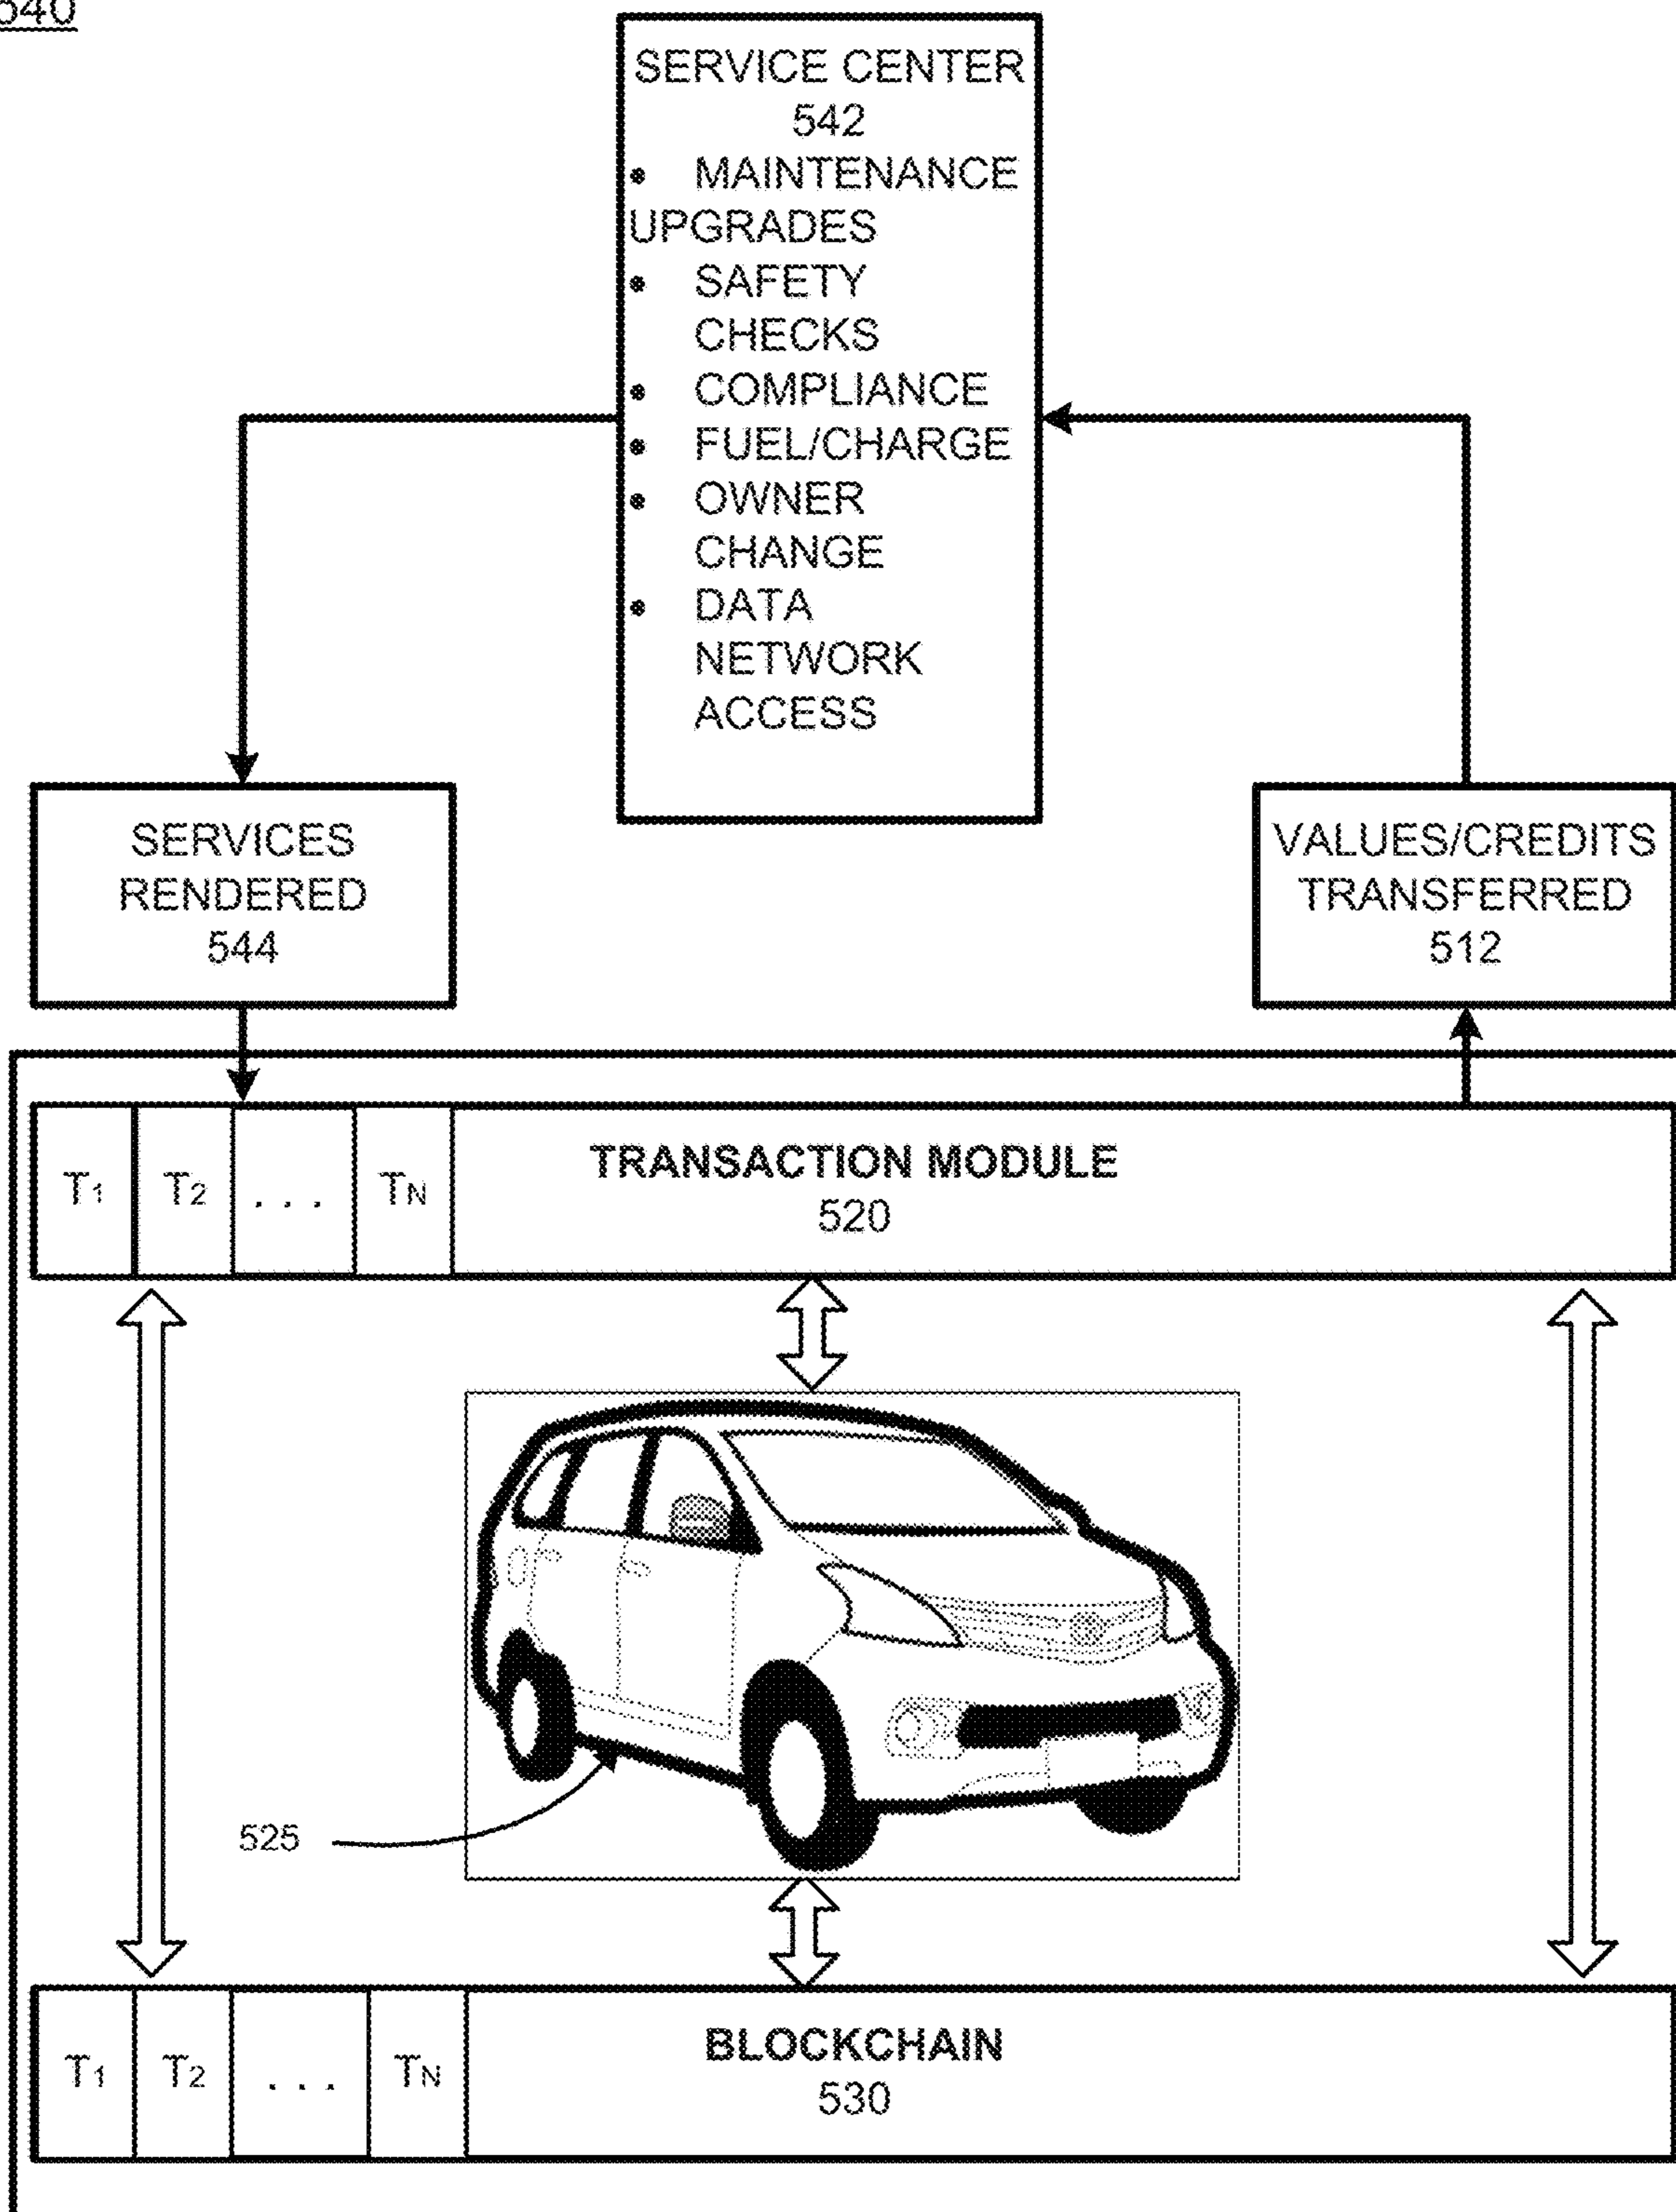 540
SERVICE CENTER
542
• MAINTENANCE
UPGRADES
• SAFETY
CHECKS
• COMPLIANCE
• FUEL/CHARGE
• OWNER
CHANGE
• DATA
NETWORK
ACCESS
SERVICES
RENDERED
544
VALUES/CREDITS
TRANSFERRED
512
T1 T2 . . . TN
TRANSACTION MODULE
520
525
T1 T2 . . . TN
BLOCKCHAIN
530